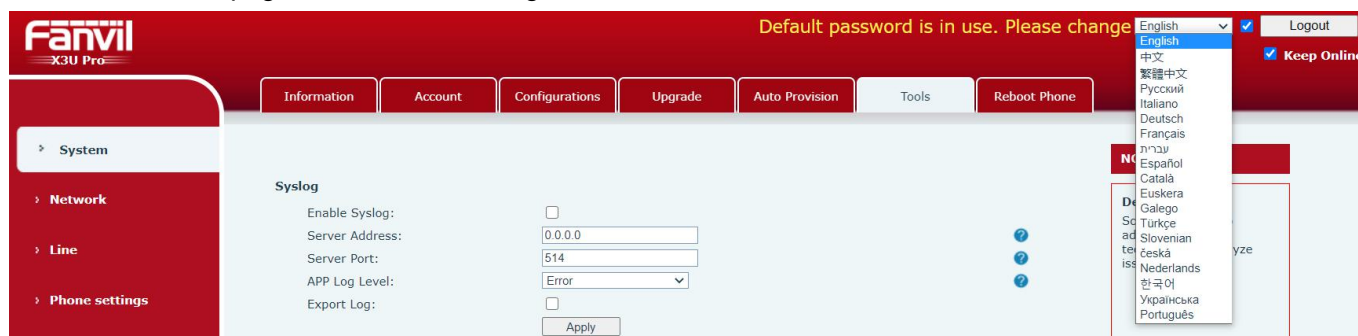 Fanvil
X3U Pro
Default password is in use. Please change
English
Logout
Keep Online
English
中文
繁體中文
Русский
Italiano
Deutsch
Français
עברית
Español
Català
Euskera
Galego
Türkçe
Slovenian
česká
Nederlands
한국어
Українська
Português
Information
Account
Configurations
Upgrade
Auto Provision
Tools
Reboot Phone
System
Network
Line
Phone settings
Syslog
Enable Syslog:
Server Address:
0.0.0.0
Server Port:
514
APP Log Level:
Error
Export Log:
Apply